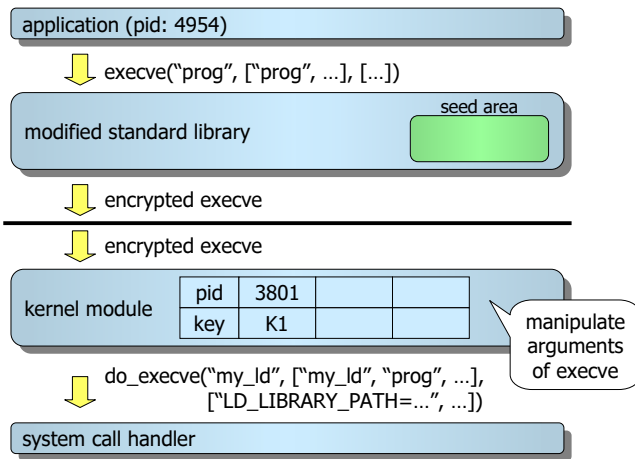 application (pid: 4954)
execve(“prog”, [“prog”, …], […])
seed area
modified standard library
encrypted execve
encrypted execve
kernel module
pid 3801
key K1
manipulate
arguments
of execve
do_execve(“my_ld”, [“my_ld”, “prog”, …],
[“LD_LIBRARY_PATH=…”, …])
system call handler